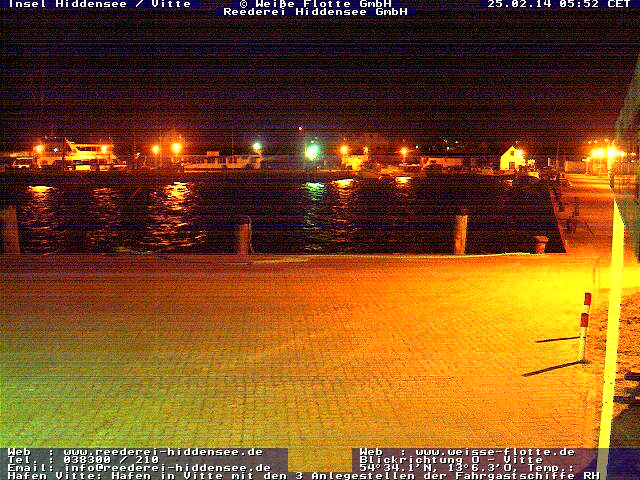 Insel Hiddensee / Vitte © Weiße Flotte GmbH 25.02.14 05:52 CET
Reederei Hiddensee GmbH
Web : www.reederei-hiddensee.de Web : www.weisse-flotte.de
Tel. : 038300 / 210 Blickrichtung O - Vitte
Email: info@reederei-hiddensee.de 54°34.1'N, 13°6.3'O, Temp.:
Hafen Vitte: Hafen in Vitte mit den 3 Anlegestellen der Fahrgastschiffe RH